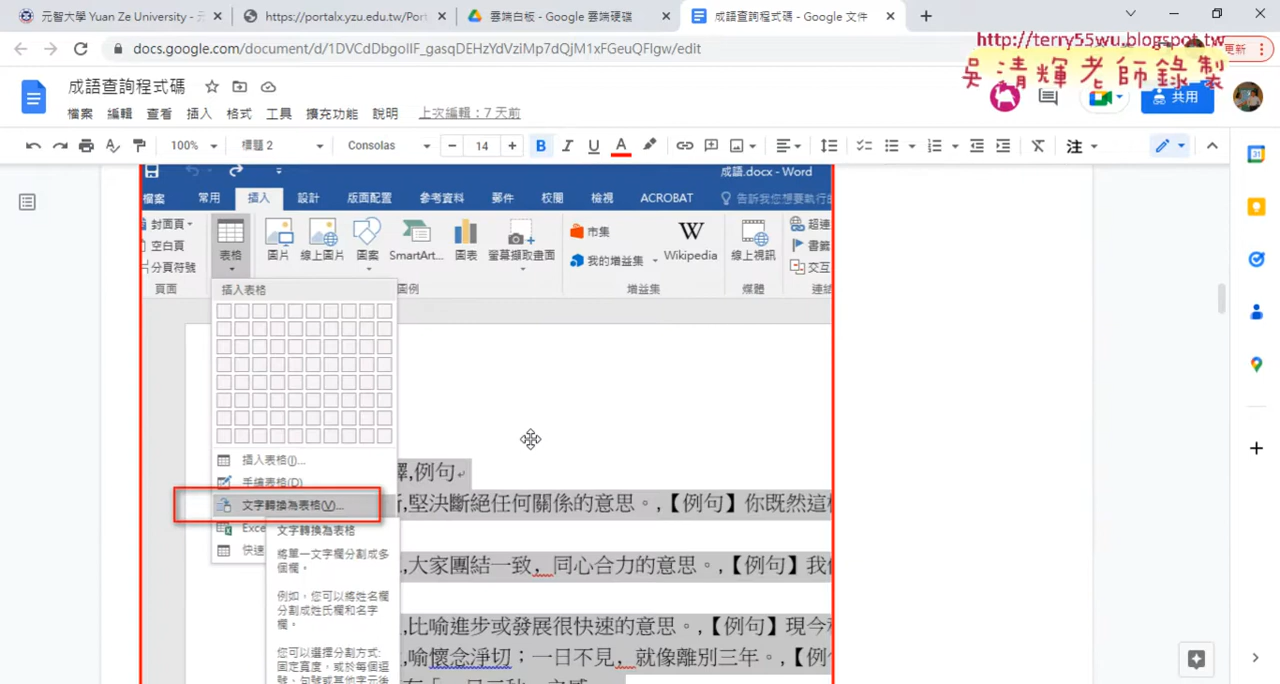 Yuan Ze University - 元
https://portalx.yzu.edu.tw/Port
雲端白板 - Google 雲端硬碟
成語查詢程式碼 - Google 文件
docs.google.com/document/d/1DVCdDbgoIIF_gasqDEHzYdVziMp7dQjM1xFGeuQFIgw/edit
http://terry55wu.blogspot.tw
更新
吳清輝老師錄製
成語查詢程式碼
檔案 編輯 查看 插入 格式 工具 擴充功能 說明 上次編輯：7 天前
共用
100% 標題 2 Consolas 14 B I U A 注
成語.docx - Word
檔案 常用 插入 設計 版面配置 參考資料 郵件 校閱 檢視 ACROBAT 告訴我您想要執行的
封面頁
空白頁
分頁符號
表格 圖片 線上圖片 圖案 SmartArt... 圖表 螢幕擷取畫面
市集
我的增益集
Wikipedia
線上視訊
超連
書籤
交互
頁面 圖例 增益集 媒體 連結
插入表格
插入表格(I)...
手繪表格(D)
文字轉換為表格(V)...
Exce
快速
文字轉換為表格
將單一文字欄分割成多
個欄。
例如，您可以將姓名欄
分割成姓氏欄和名字
欄。
您可以選擇分割方式:
固定寬度，或於每個逗
號、句號或其他字元後
釋,例句
斬,堅決斷絕任何關係的意思。,【例句】你既然這
,大家團結一致，同心合力的意思。,【例句】我
,比喻進步或發展很快速的意思。,【例句】現今
,喻懷念淨切；一日不見，就像離別三年。,【例